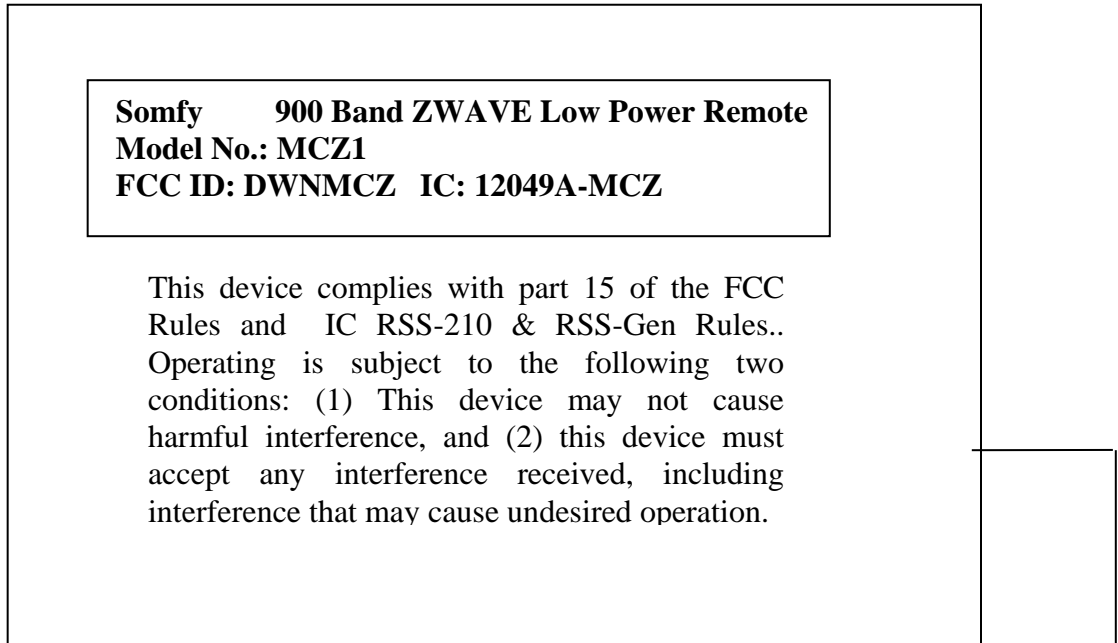 Somfy 900 Band ZWAVE Low Power Remote
Model No.: MCZ1
FCC ID: DWNMCZ IC: 12049A-MCZ
This device complies with part 15 of the FCC
Rules and IC RSS-210 & RSS-Gen Rules..
Operating is subject to the following two
conditions: (1) This device may not cause
harmful interference, and (2) this device must
accept any interference received, including
interference that may cause undesired operation.